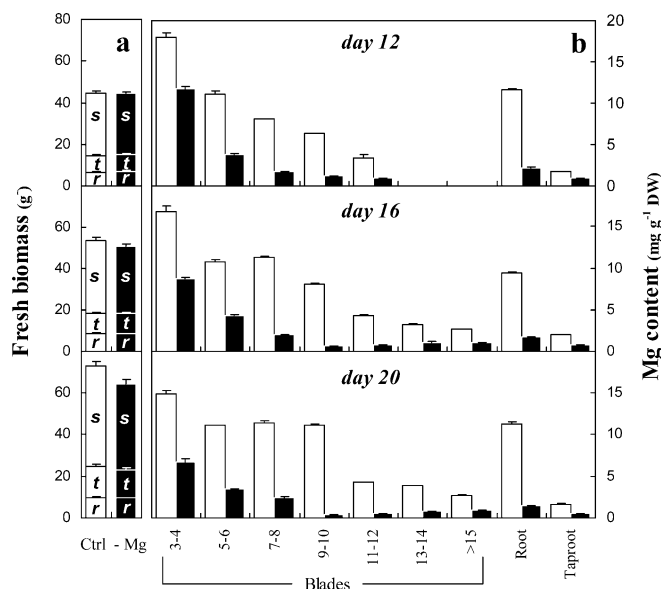 a
b
day 12
day 16
day 20
80
60
40
20
0
60
40
20
0
60
40
20
0
20
15
10
5
0
15
10
5
0
15
10
5
0
Fresh biomass (g)
Mg content (mg g-1 DW)
s
s
t
t
r
r
s
s
t
t
r
r
s
s
t
t
r
r
Ctrl
- Mg
3-4
5-6
7-8
9-10
11-12
13-14
>15
Root
Taproot
Blades